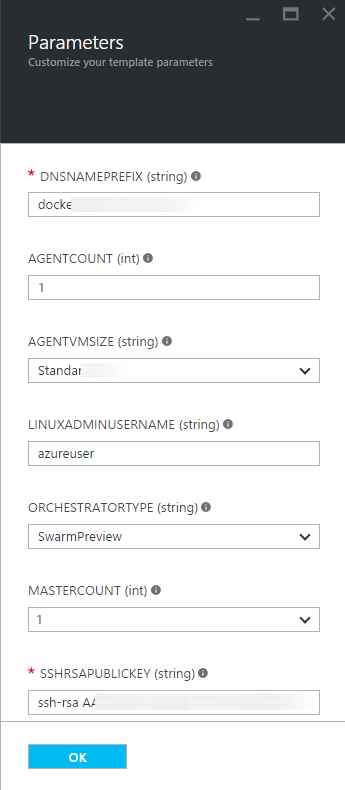 Parameters
Customize your template parameters
* DNSNAMEPREFIX (string)
docke
AGENTCOUNT (int)
1
AGENTVMSIZE (string)
Standar
LINUXADMINUSERNAME (string)
azureuser
ORCHESTRATORTYPE (string)
SwarmPreview
MASTERCOUNT (int)
1
* SSHRSAPUBLICKEY (string)
ssh-rsa AA
OK